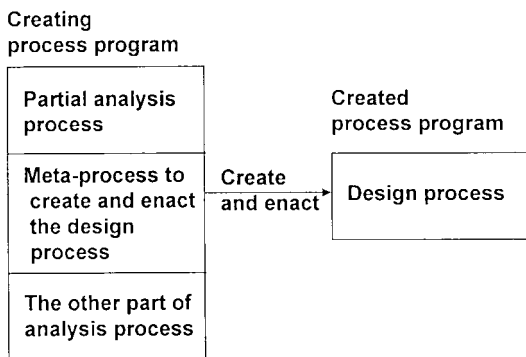 Creating
process program
Partial analysis
process
Meta-process to
create and enact
the design
process
The other part of
analysis process
Create
and enact
Created
process program
Design process